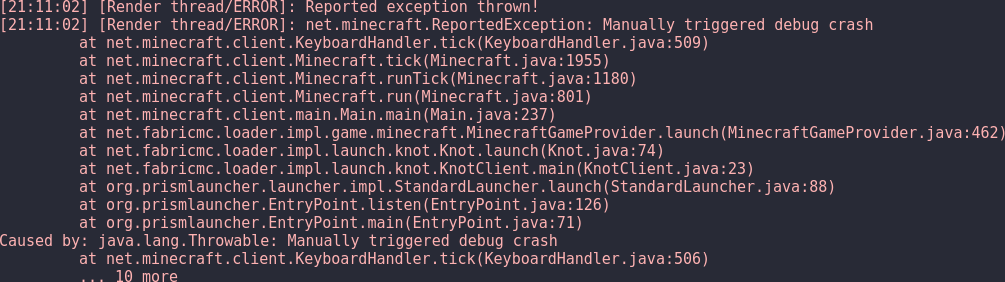 [21:11:02] [Render thread/ERROR]: Reported exception thrown!
[21:11:02] [Render thread/ERROR]: net.minecraft.ReportedException: Manually triggered debug crash
at net.minecraft.client.KeyboardHandler.tick(KeyboardHandler.java:509)
at net.minecraft.client.Minecraft.tick(Minecraft.java:1955)
at net.minecraft.client.Minecraft.runTick(Minecraft.java:1180)
at net.minecraft.client.Minecraft.run(Minecraft.java:801)
at net.minecraft.client.main.Main.main(Main.java:237)
at net.fabricmc.loader.impl.game.minecraft.MinecraftGameProvider.launch(MinecraftGameProvider.java:462)
at net.fabricmc.loader.impl.launch.knot.Knot.launch(Knot.java:74)
at net.fabricmc.loader.impl.launch.knot.KnotClient.main(KnotClient.java:23)
at org.prismlauncher.launcher.impl.StandardLauncher.launch(StandardLauncher.java:88)
at org.prismlauncher.EntryPoint.listen(EntryPoint.java:126)
at org.prismlauncher.EntryPoint.main(EntryPoint.java:71)
Caused by: java.lang.Throwable: Manually triggered debug crash
at net.minecraft.client.KeyboardHandler.tick(KeyboardHandler.java:506)
... 10 more